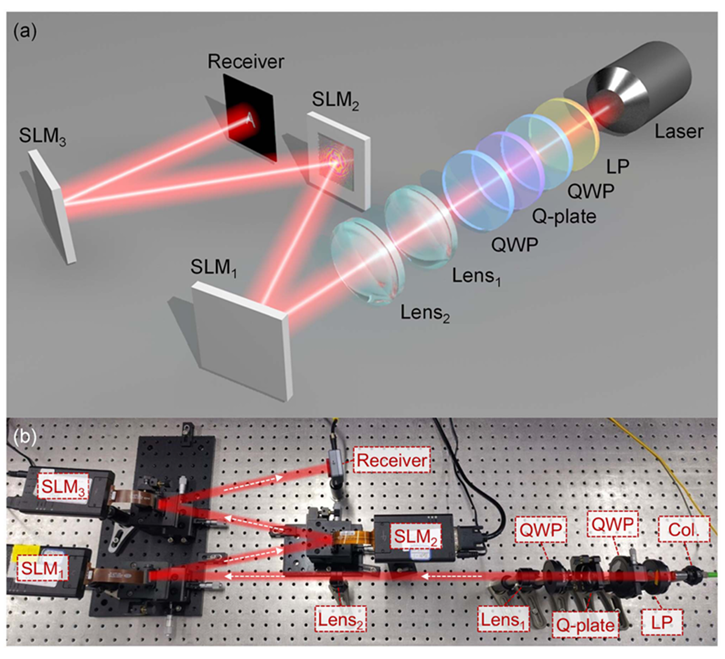 (a)
Receiver
SLM₂
SLM₃
Laser
LP
QWP
Q-plate
QWP
SLM₁
Lens₁
Lens₂
(b)
Receiver
SLM₃
SLM₂
QWP
QWP
Col.
SLM₁
Lens₂
Lens₁
Q-plate
LP